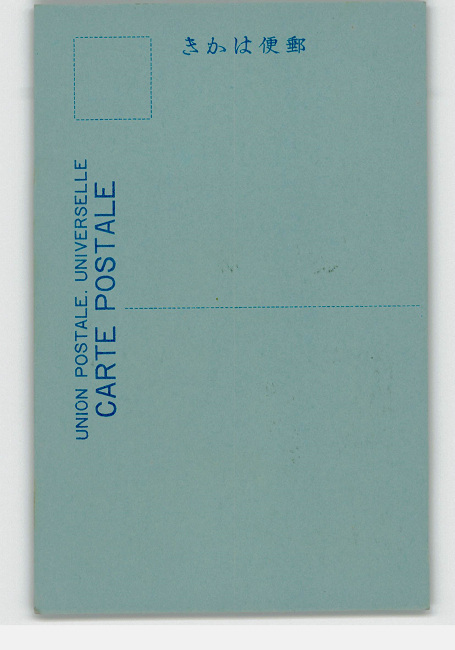 郵便はかき
UNION POSTALE. UNIVERSELLE
CARTE POSTALE